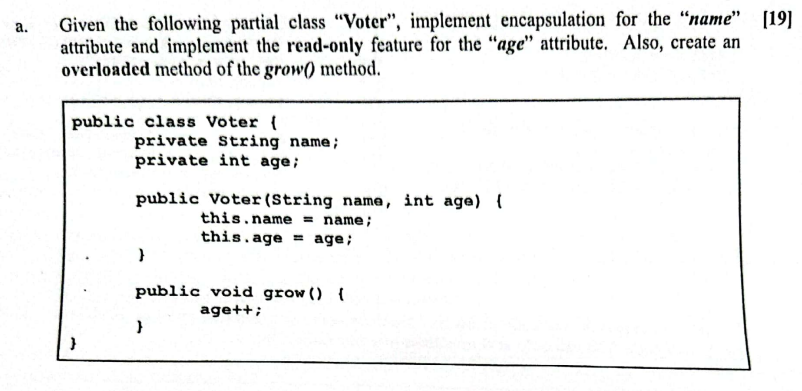 a. Given the following partial class “Voter”, implement encapsulation for the “name” [19]
attribute and implement the read-only feature for the “age” attribute. Also, create an
overloaded method of the grow() method.
public class Voter {
private String name;
private int age;
public Voter(String name, int age) {
this.name = name;
this.age = age;
}
public void grow() {
age++;
}
}